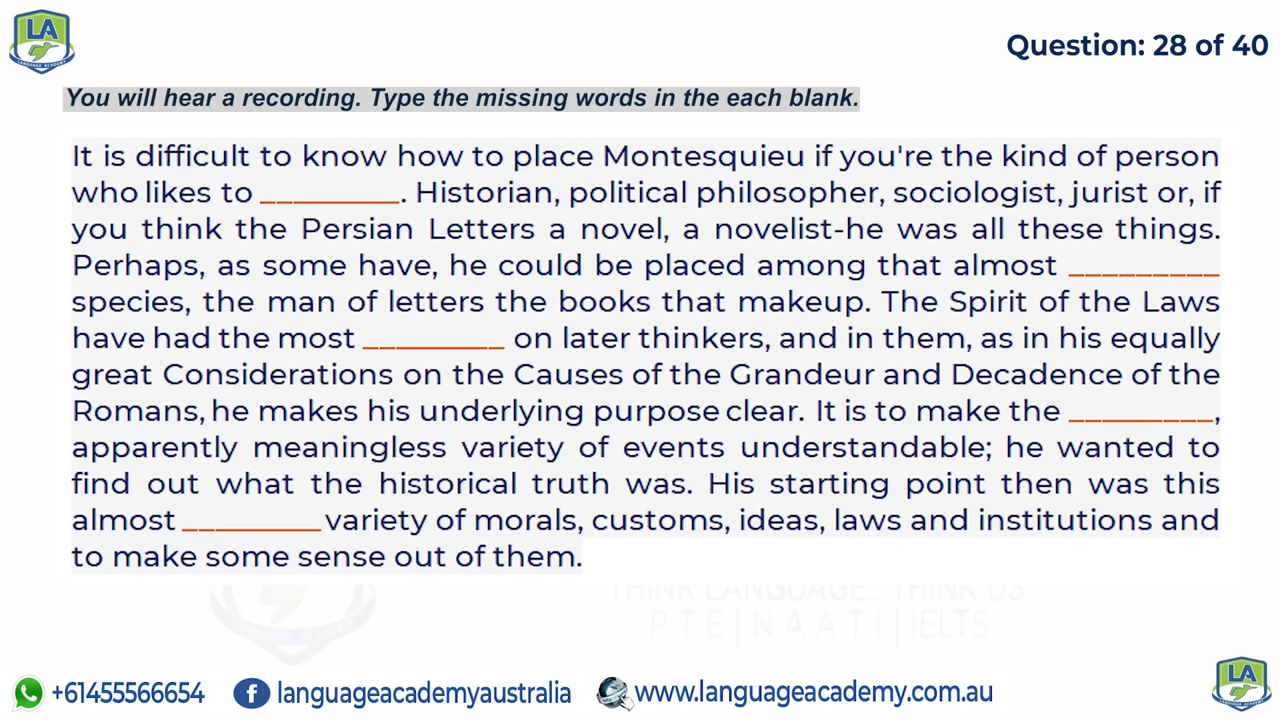 LA
LANGUAGE ACADEMY
Question: 28 of 40
You will hear a recording. Type the missing words in the each blank.
It is difficult to know how to place Montesquieu if you're the kind of person
who likes to _________. Historian, political philosopher, sociologist, jurist or, if
you think the Persian Letters a novel, a novelist-he was all these things.
Perhaps, as some have, he could be placed among that almost _________
species, the man of letters the books that makeup. The Spirit of the Laws
have had the most _________ on later thinkers, and in them, as in his equally
great Considerations on the Causes of the Grandeur and Decadence of the
Romans, he makes his underlying purpose clear. It is to make the _________,
apparently meaningless variety of events understandable; he wanted to
find out what the historical truth was. His starting point then was this
almost _________ variety of morals, customs, ideas, laws and institutions and
to make some sense out of them.
THINK LANGUAGE.. THINK US
PTE|NAATI|IELTS
+61455566654
languageacademyaustralia
www.languageacademy.com.au
LA